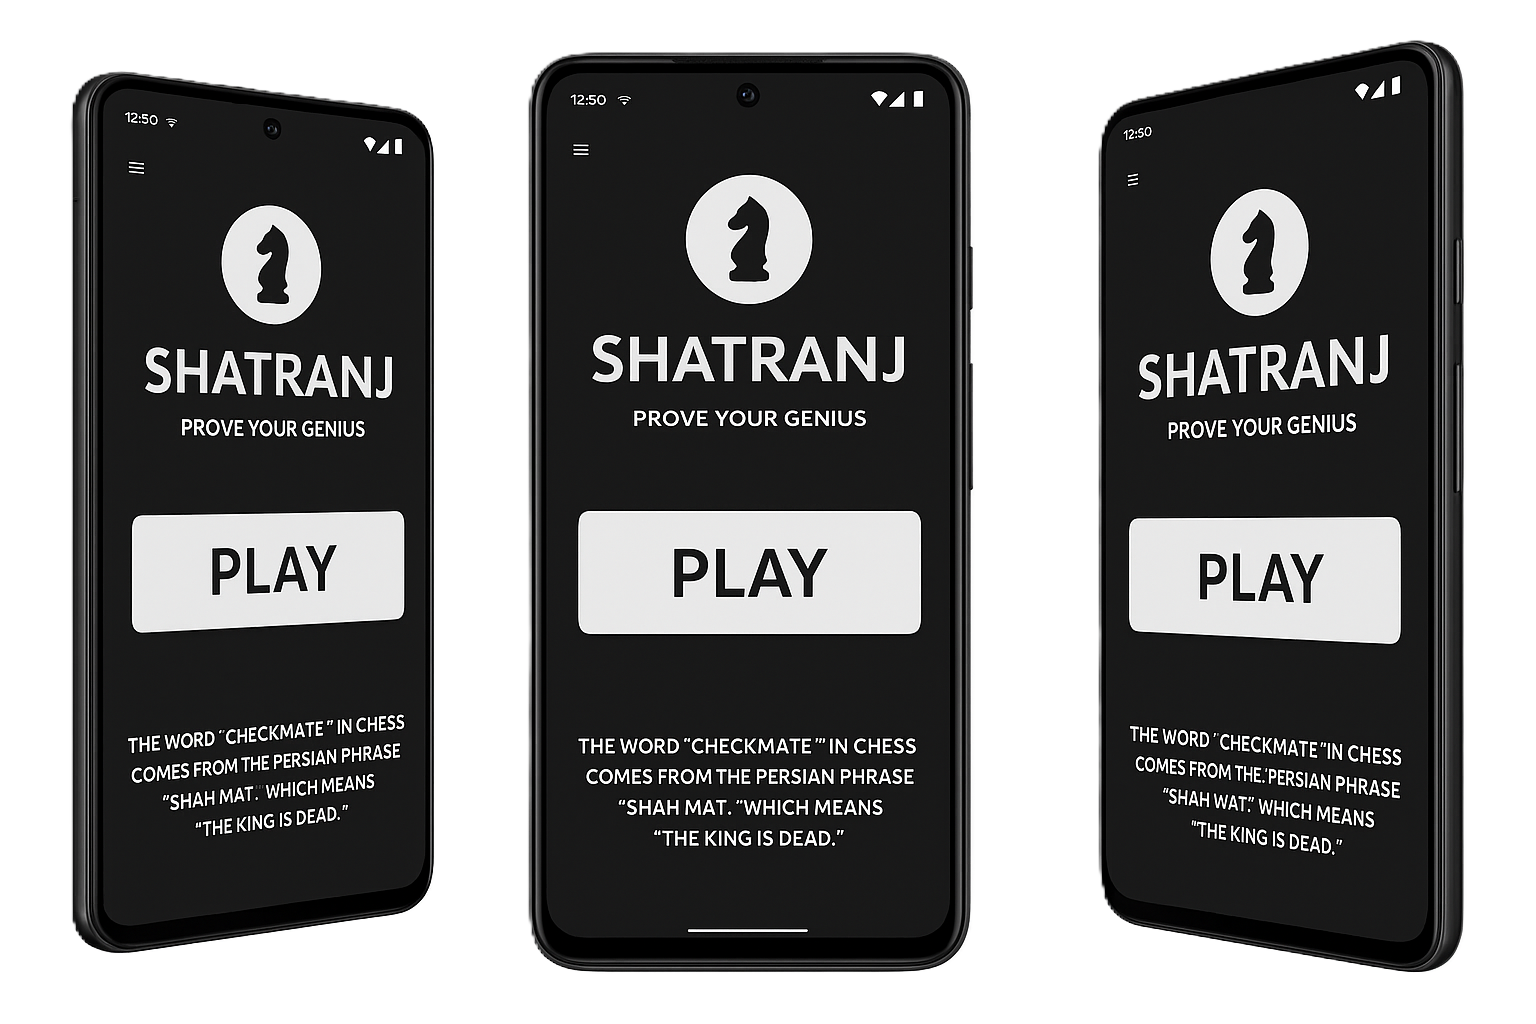 12:50
SHATRANJ
PROVE YOUR GENIUS
PLAY
THE WORD ¨CHECKMATE ” IN CHESS
COMES FROM THE PERSIAN PHRASE
“SHAH MAT.¨ WHICH MEANS
“THE KING IS DEAD.”
12:50
SHATRANJ
PROVE YOUR GENIUS
PLAY
THE WORD “CHECKMATE ”” IN CHESS
COMES FROM THE PERSIAN PHRASE
“SHAH MAT. ¨WHICH MEANS
“THE KING IS DEAD.”
12:50
SHATRANJ
PROVE YOUR GENIUS
PLAY
THE WORD ¨CHECKMATE ”IN CHESS
COMES FROM THE.¨PERSIAN PHRASE
“SHAH WAT.” WHICH MEANS
“THE KING IS DEAD.”